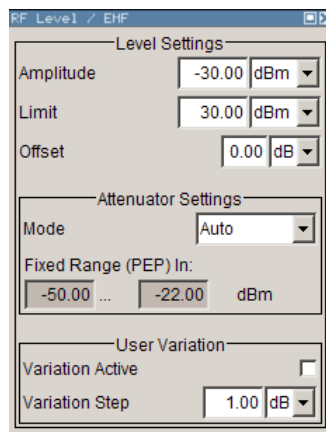 RF Level / EMF
Level Settings
Amplitude -30.00 dBm
Limit 30.00 dBm
Offset 0.00 dB
Attenuator Settings
Mode Auto
Fixed Range (PEP) In:
-50.00 ... -22.00 dBm
User Variation
Variation Active
Variation Step 1.00 dB